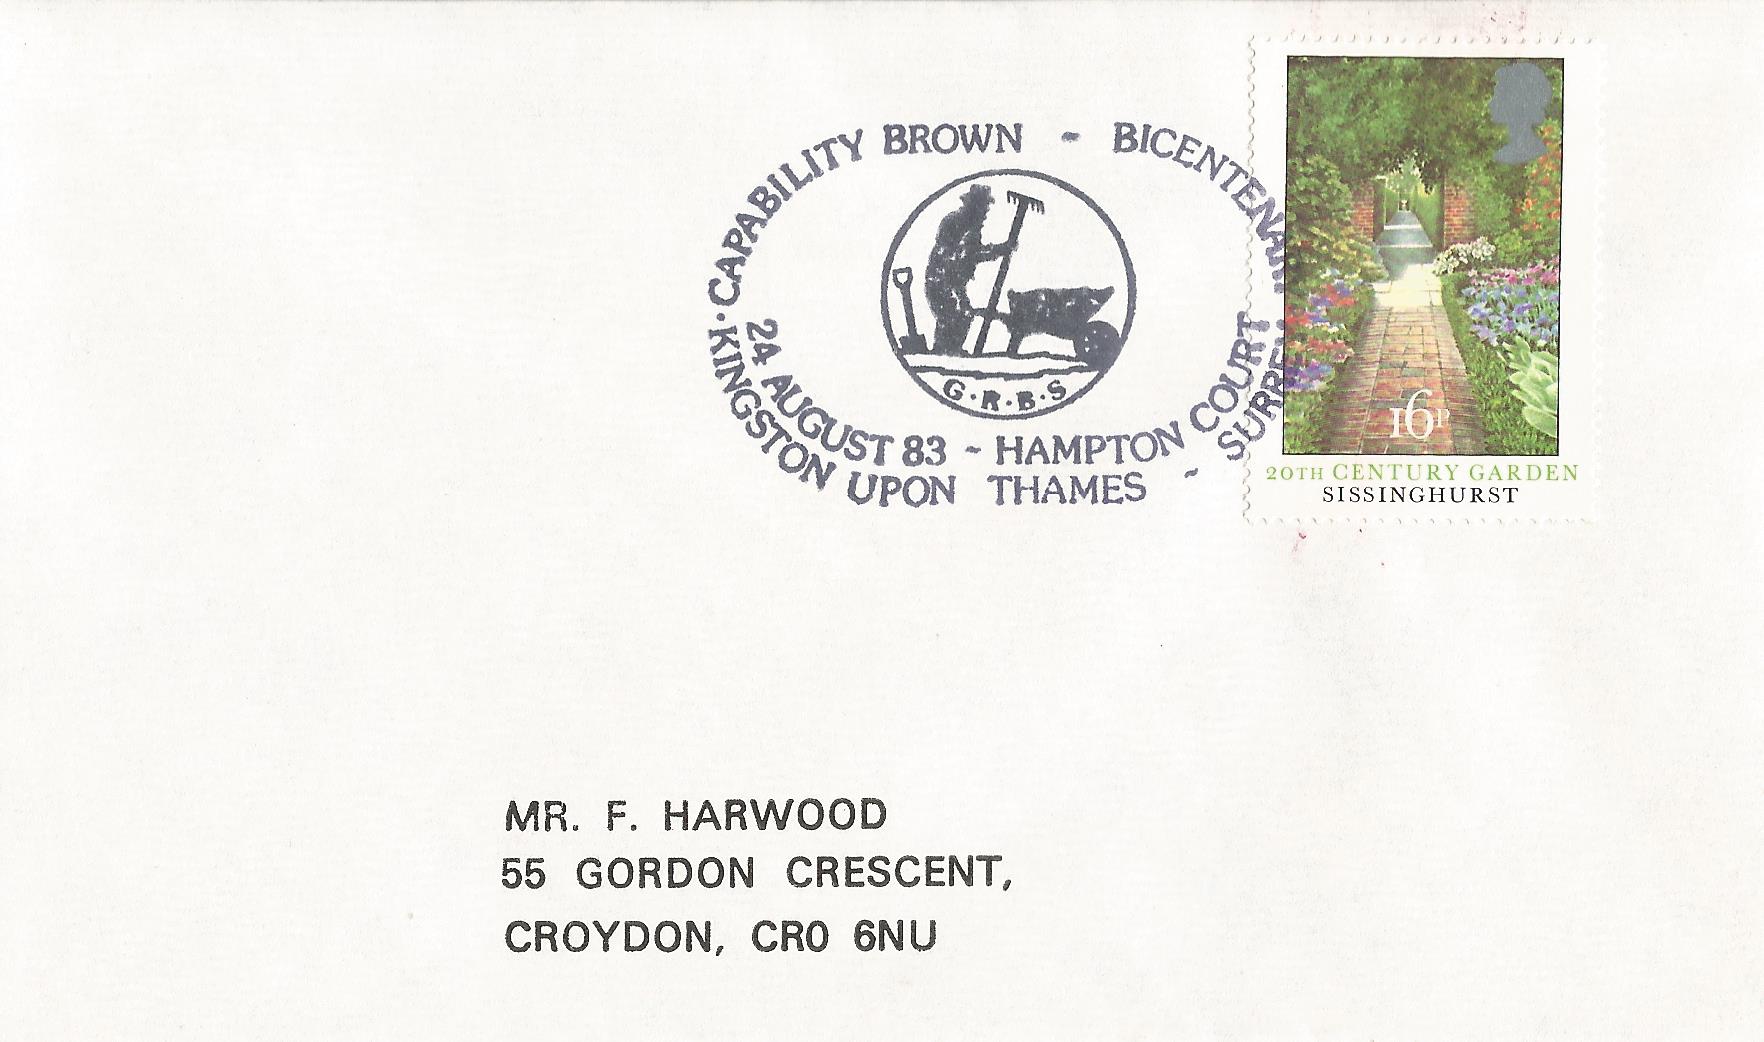 CAPABILITY BROWN ~ BICENTENARY
24 AUGUST 83 ~ HAMPTON COURT
· KINGSTON UPON THAMES ~ SURREY ·
G·R·B·S
16P
20TH CENTURY GARDEN
SISSINGHURST
MR. F. HARWOOD
55 GORDON CRESCENT,
CROYDON, CR0 6NU